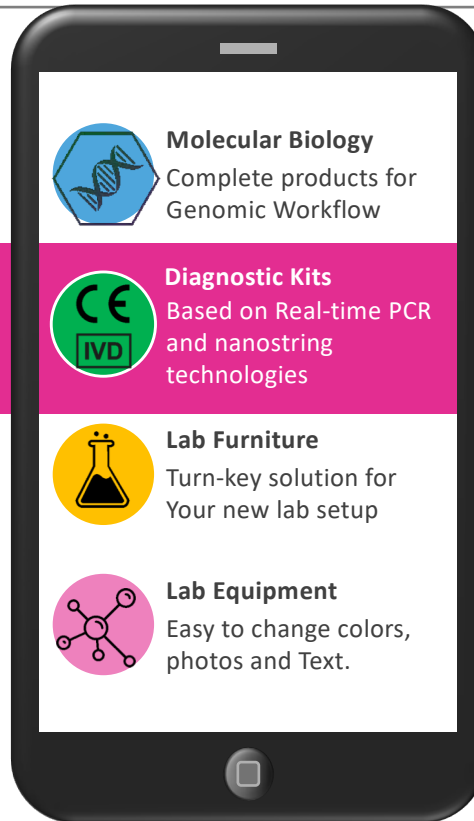 Molecular Biology
Complete products for
Genomic Workflow
Diagnostic Kits
CE
Based on Real-time PCR
IVD
and nanostring
technologies
Lab Furniture
Turn-key solution for
Your new lab setup
Lab Equipment
Easy to change colors,
photos and Text.